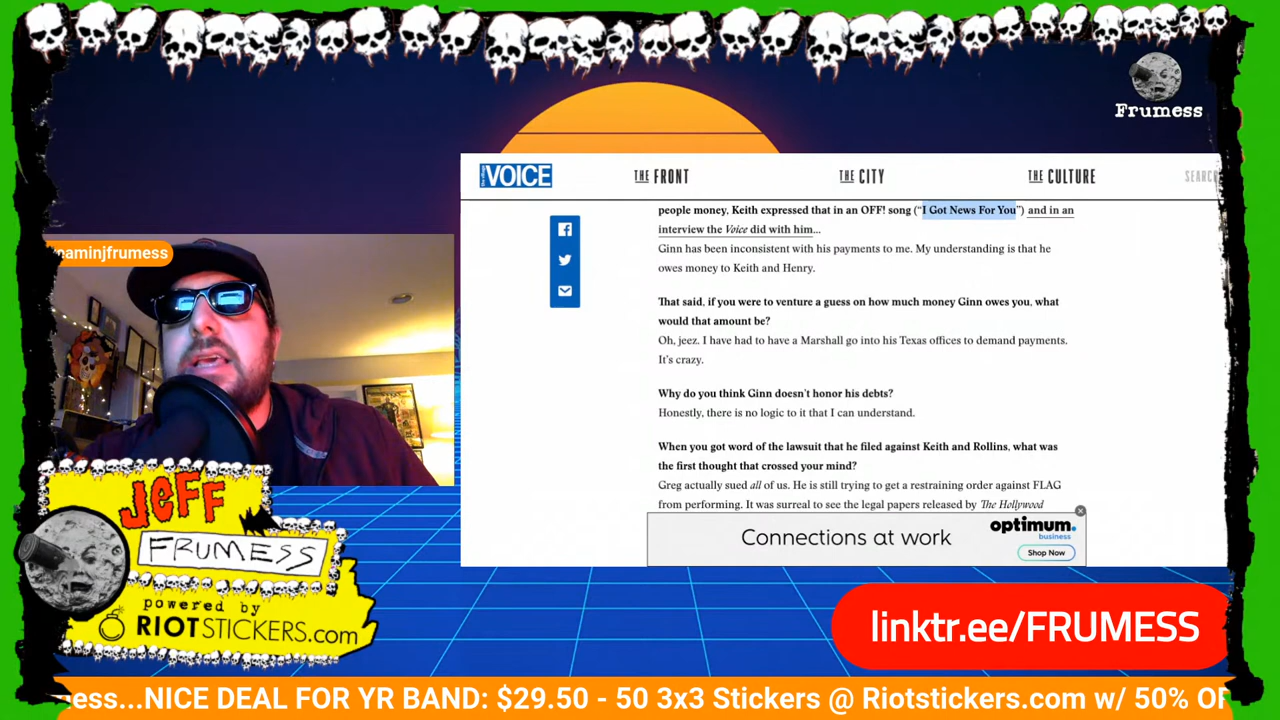 Frumess
the village VOICE
THE FRONT
THE CITY
THE CULTURE
SEARC
people money, Keith expressed that in an OFF! song (“I Got News For You”) and in an
interview the Voice did with him...
Ginn has been inconsistent with his payments to me. My understanding is that he
owes money to Keith and Henry.
That said, if you were to venture a guess on how much money Ginn owes you, what
would that amount be?
Oh, jeez. I have had to have a Marshall go into his Texas offices to demand payments.
It’s crazy.
Why do you think Ginn doesn’t honor his debts?
Honestly, there is no logic to it that I can understand.
When you got word of the lawsuit that he filed against Keith and Rollins, what was
the first thought that crossed your mind?
Greg actually sued all of us. He is still trying to get a restraining order against FLAG
from performing. It was surreal to see the legal papers released by The Hollywood
Connections at work
optimum.
business
Shop Now
eaminjfrumess
JEFF
FRUMESS
powered by
RIOTSTICKERS.com
linktr.ee/FRUMESS
ess...NICE DEAL FOR YR BAND: $29.50 - 50 3x3 Stickers @ Riotstickers.com w/ 50% OF